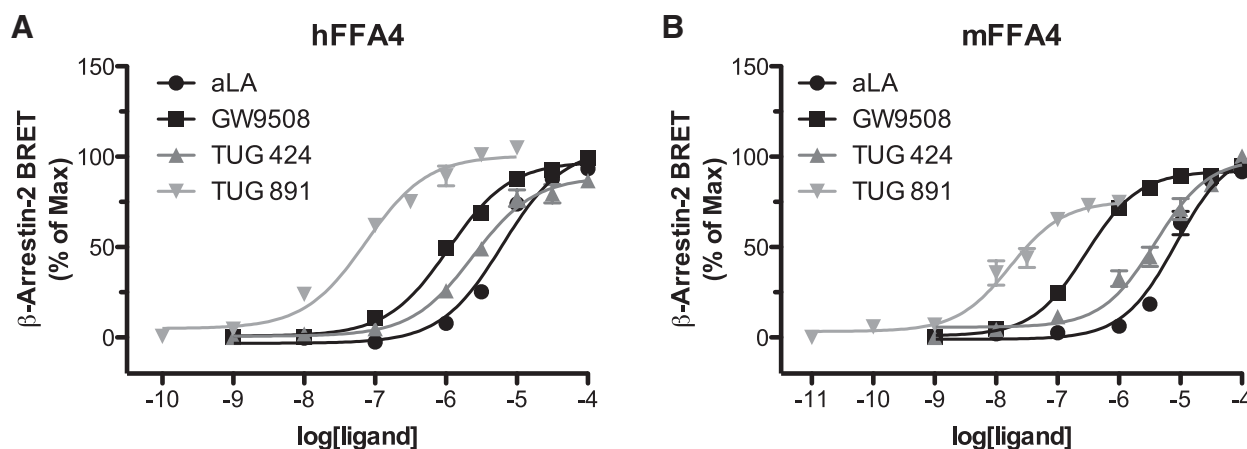 A
hFFA4
β-Arrestin-2 BRET
(% of Max)
150
100
50
0
aLA
GW9508
TUG 424
TUG 891
-10 -9 -8 -7 -6 -5 -4
log[ligand]
B
mFFA4
β-Arrestin-2 BRET
(% of Max)
150
100
50
0
aLA
GW9508
TUG 424
TUG 891
-11 -10 -9 -8 -7 -6 -5 -4
log[ligand]